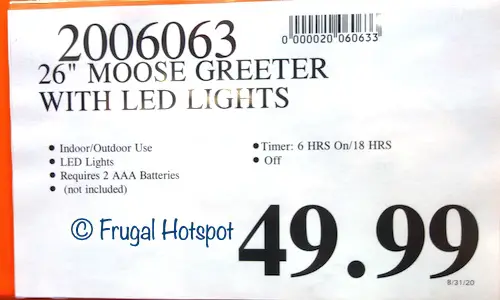 2006063
0 000020 060633
26" MOOSE GREETER
WITH LED LIGHTS
• Indoor/Outdoor Use
• LED Lights
• Requires 2 AAA Batteries
• (not included)
• Timer: 6 HRS On/18 HRS
• Off
© Frugal Hotspot
49.99
8/31/20